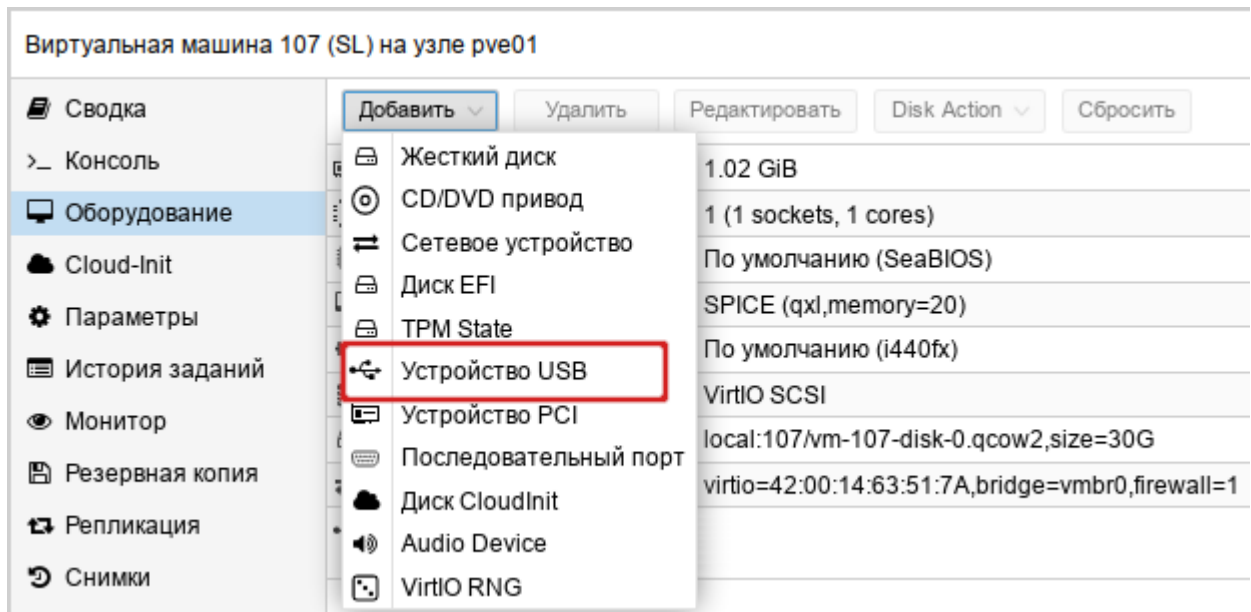 Виртуальная машина 107 (SL) на узле pve01
Сводка
Консоль
Оборудование
Cloud-Init
Параметры
История заданий
Монитор
Резервная копия
Репликация
Снимки
Добавить Удалить Редактировать Disk Action Сбросить
Жесткий диск
CD/DVD привод
Сетевое устройство
Диск EFI
TPM State
Устройство USB
Устройство PCI
Последовательный порт
Диск CloudInit
Audio Device
VirtIO RNG
1.02 GiB
1 (1 sockets, 1 cores)
По умолчанию (SeaBIOS)
SPICE (qxl,memory=20)
По умолчанию (i440fx)
VirtIO SCSI
local:107/vm-107-disk-0.qcow2,size=30G
virtio=42:00:14:63:51:7A,bridge=vmbr0,firewall=1